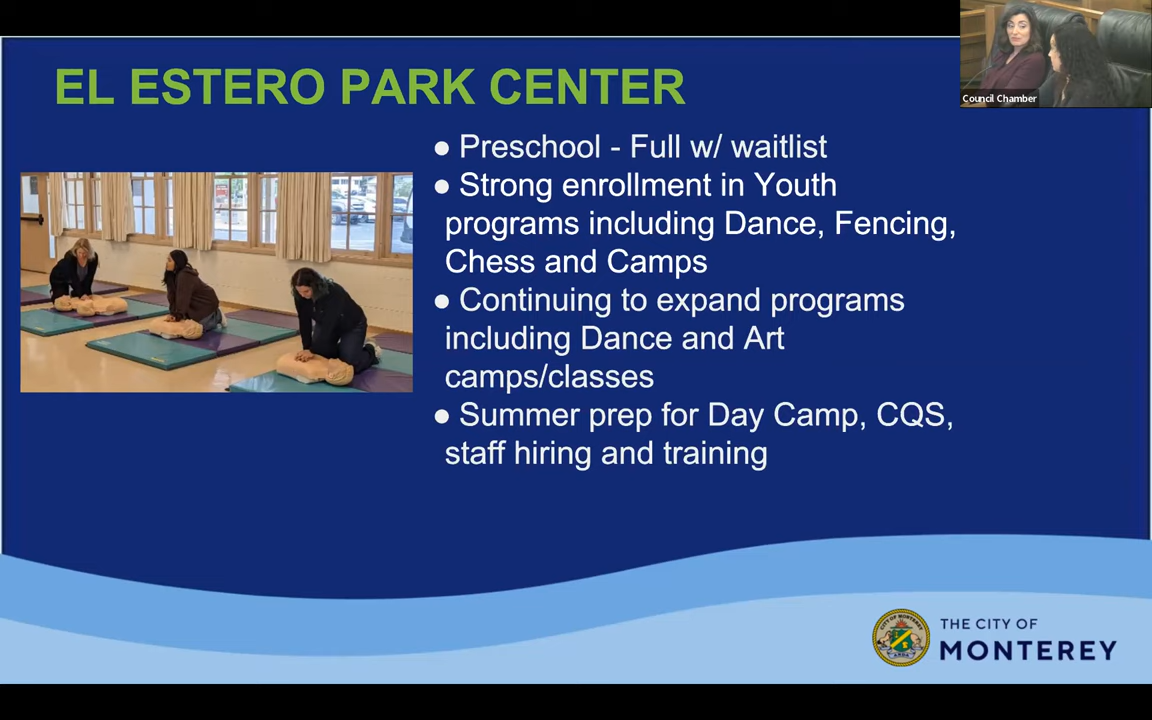 Council Chamber
EL ESTERO PARK CENTER
● Preschool - Full w/ waitlist
● Strong enrollment in Youth
programs including Dance, Fencing,
Chess and Camps
● Continuing to expand programs
including Dance and Art
camps/classes
● Summer prep for Day Camp, CQS,
staff hiring and training
THE CITY OF
MONTEREY